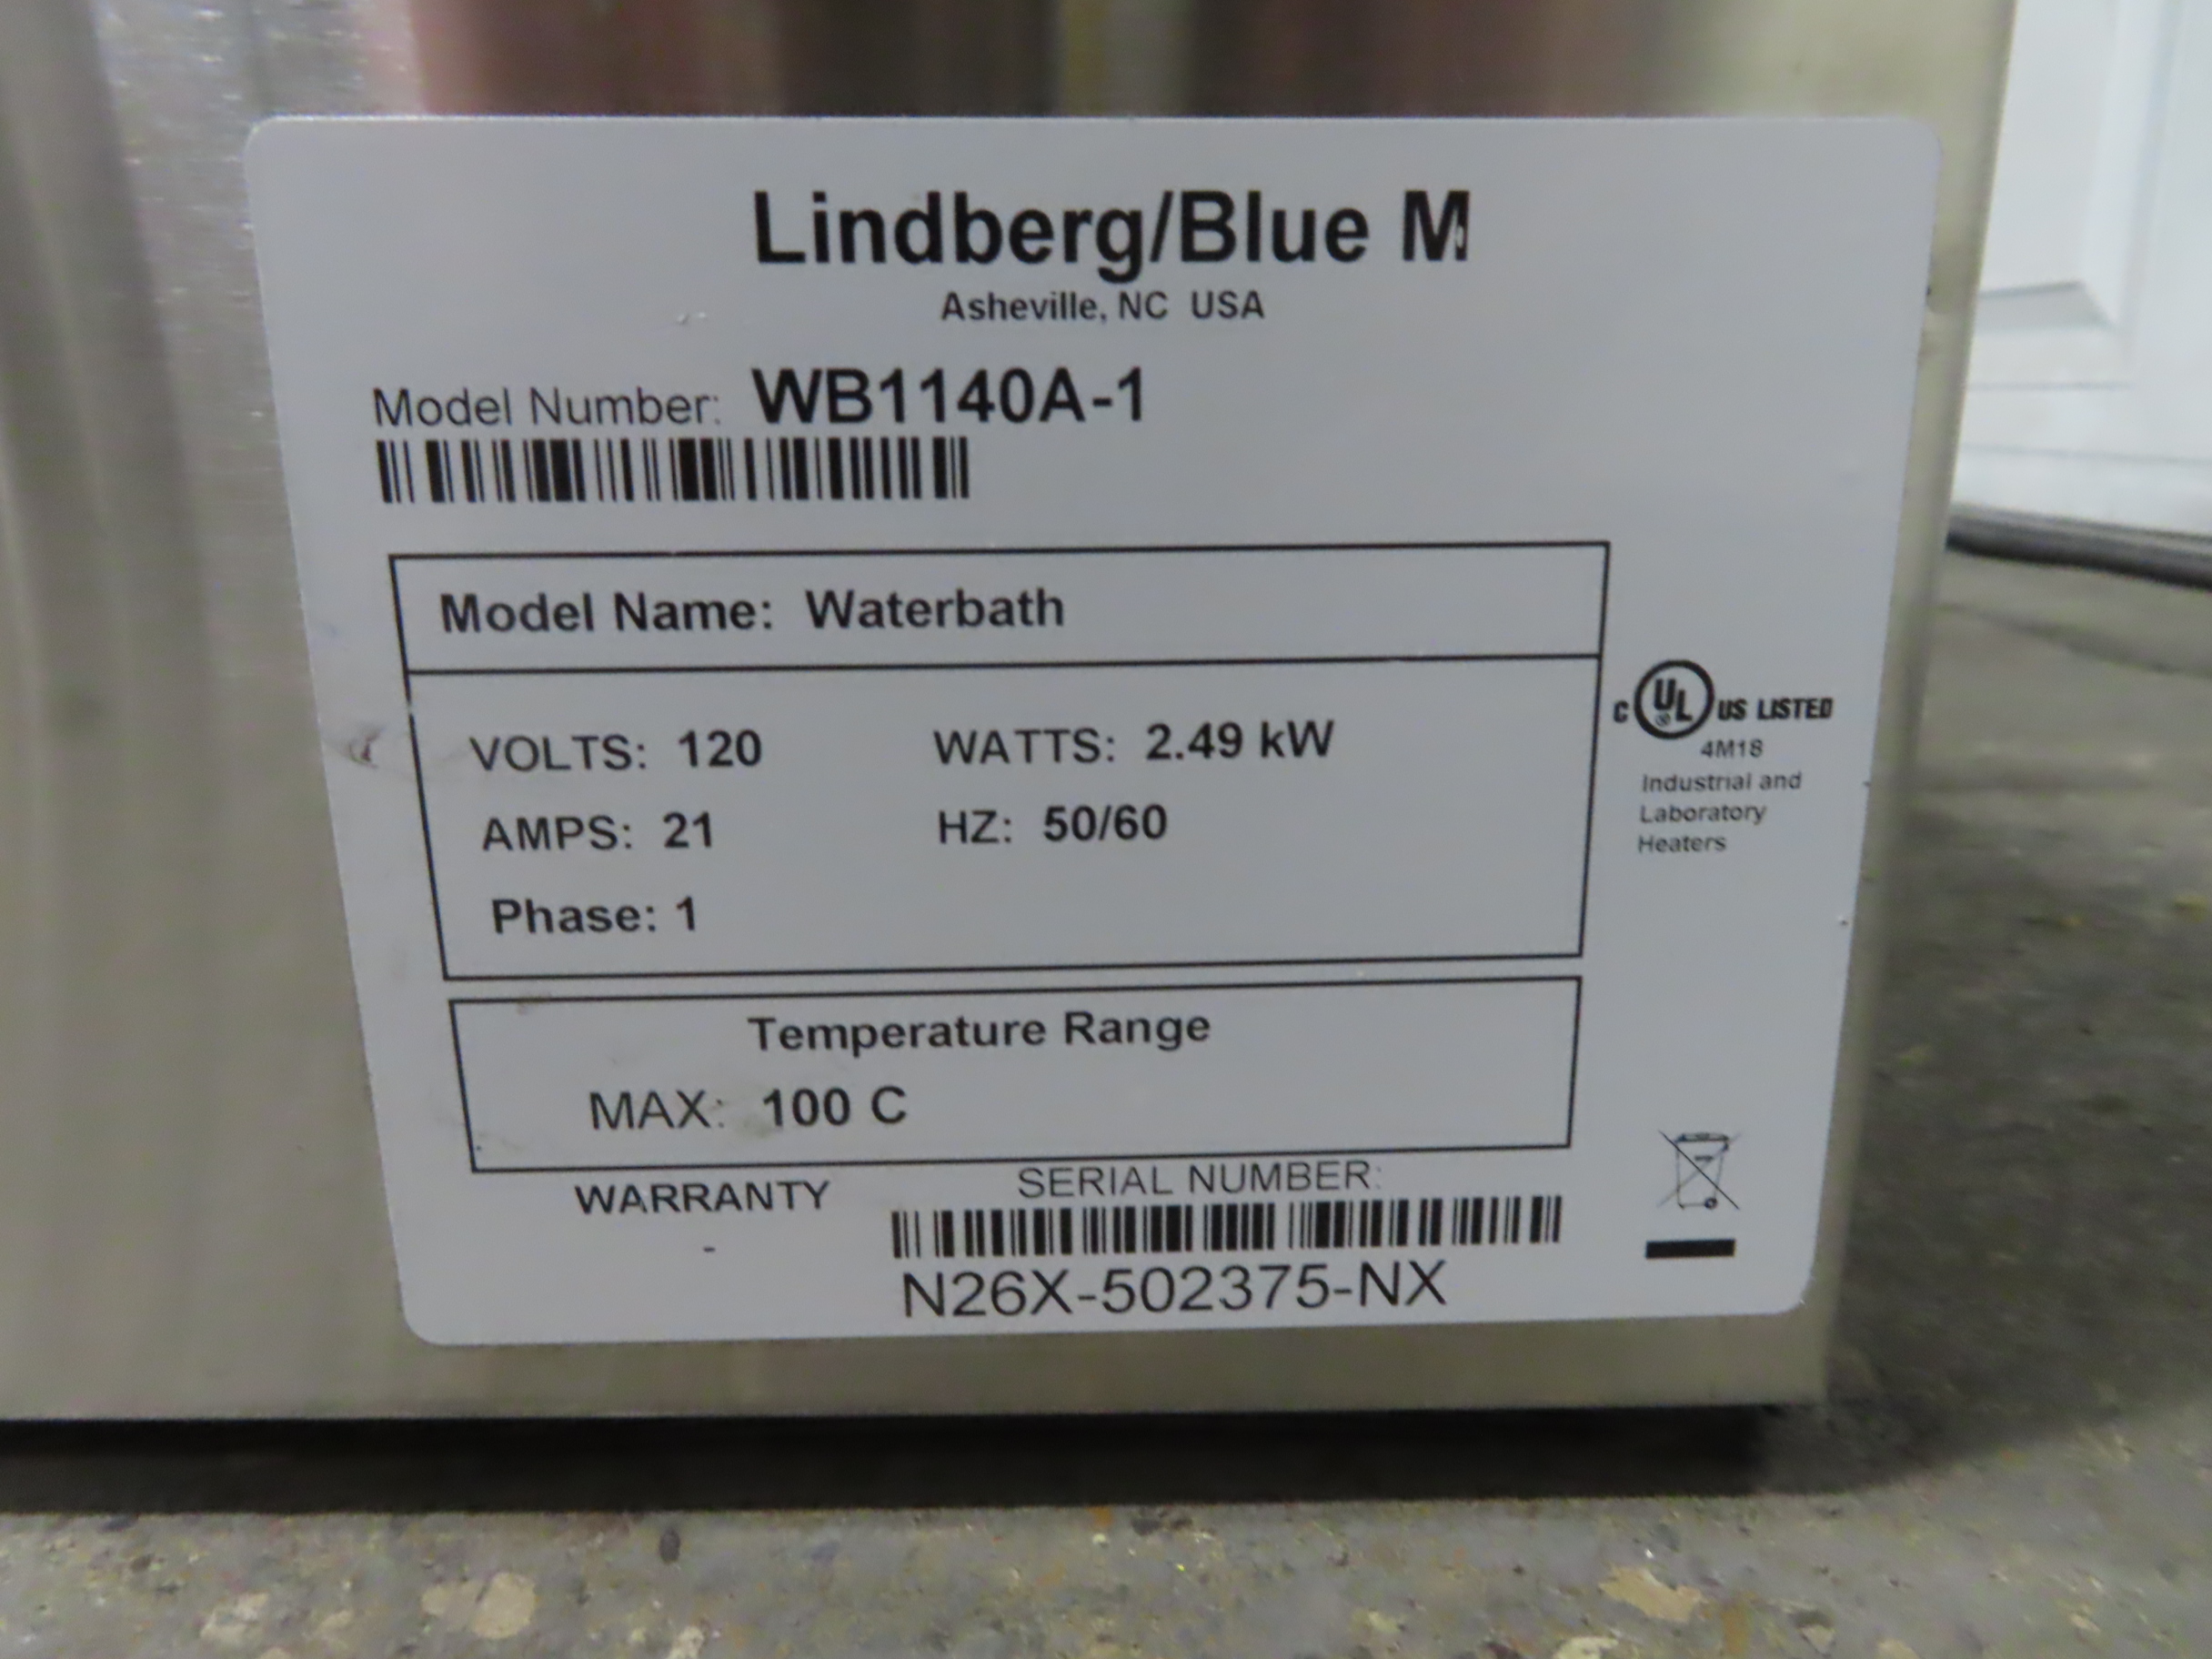 Lindberg/Blue M
Asheville, NC USA
Model Number: WB1140A-1
Model Name: Waterbath
VOLTS: 120 WATTS: 2.49 kW
AMPS: 21 HZ: 50/60
Phase: 1
C UL ® US LISTED
4M18
Industrial and
Laboratory
Heaters
Temperature Range
MAX: 100 C
WARRANTY
-
SERIAL NUMBER:
N26X-502375-NX